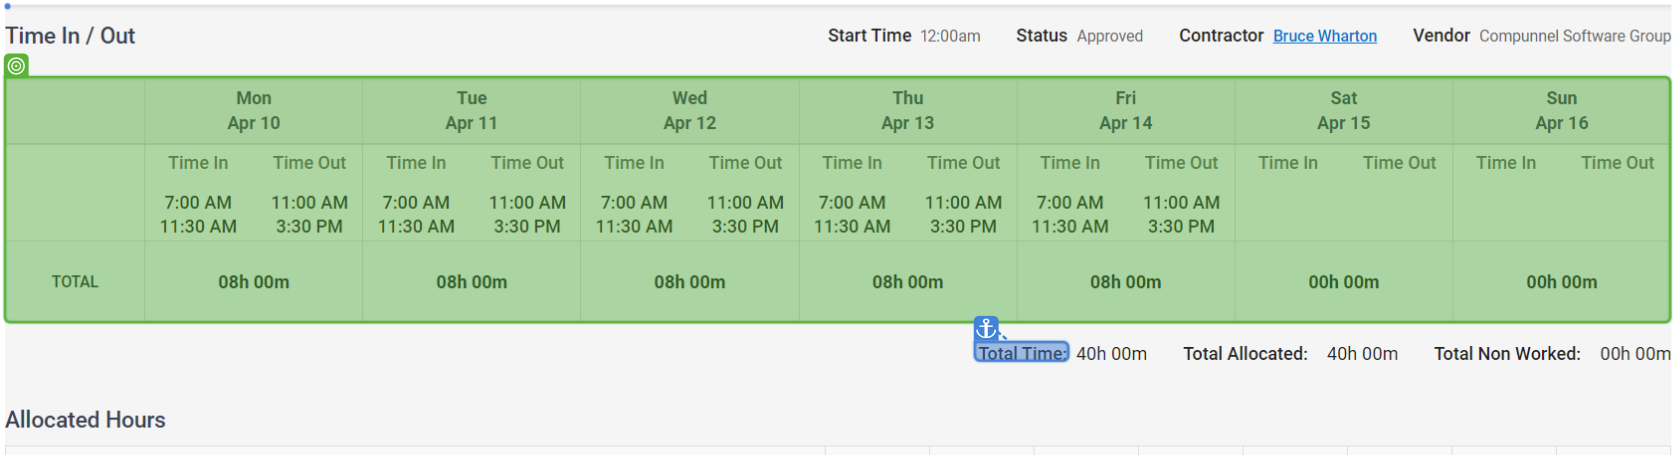 Time In / Out Start Time 12:00am Status Approved Contractor Bruce Wharton Vendor Compunnel Software Group
Mon Tue Wed Thu Fri Sat Sun
Apr 10 Apr 11 Apr 12 Apr 13 Apr 14 Apr 15 Apr 16
Time In Time Out Time In Time Out Time In Time Out Time In Time Out Time In Time Out Time In Time Out Time In Time Out
7:00 AM 11:00 AM 7:00 AM 11:00 AM 7:00 AM 11:00 AM 7:00 AM 11:00 AM 7:00 AM 11:00 AM
11:30 AM 3:30 PM 11:30 AM 3:30 PM 11:30 AM 3:30 PM 11:30 AM 3:30 PM 11:30 AM 3:30 PM
TOTAL 08h 00m 08h 00m 08h 00m 08h 00m 08h 00m 00h 00m 00h 00m
Total Time: 40h 00m Total Allocated: 40h 00m Total Non Worked: 00h 00m
Allocated Hours